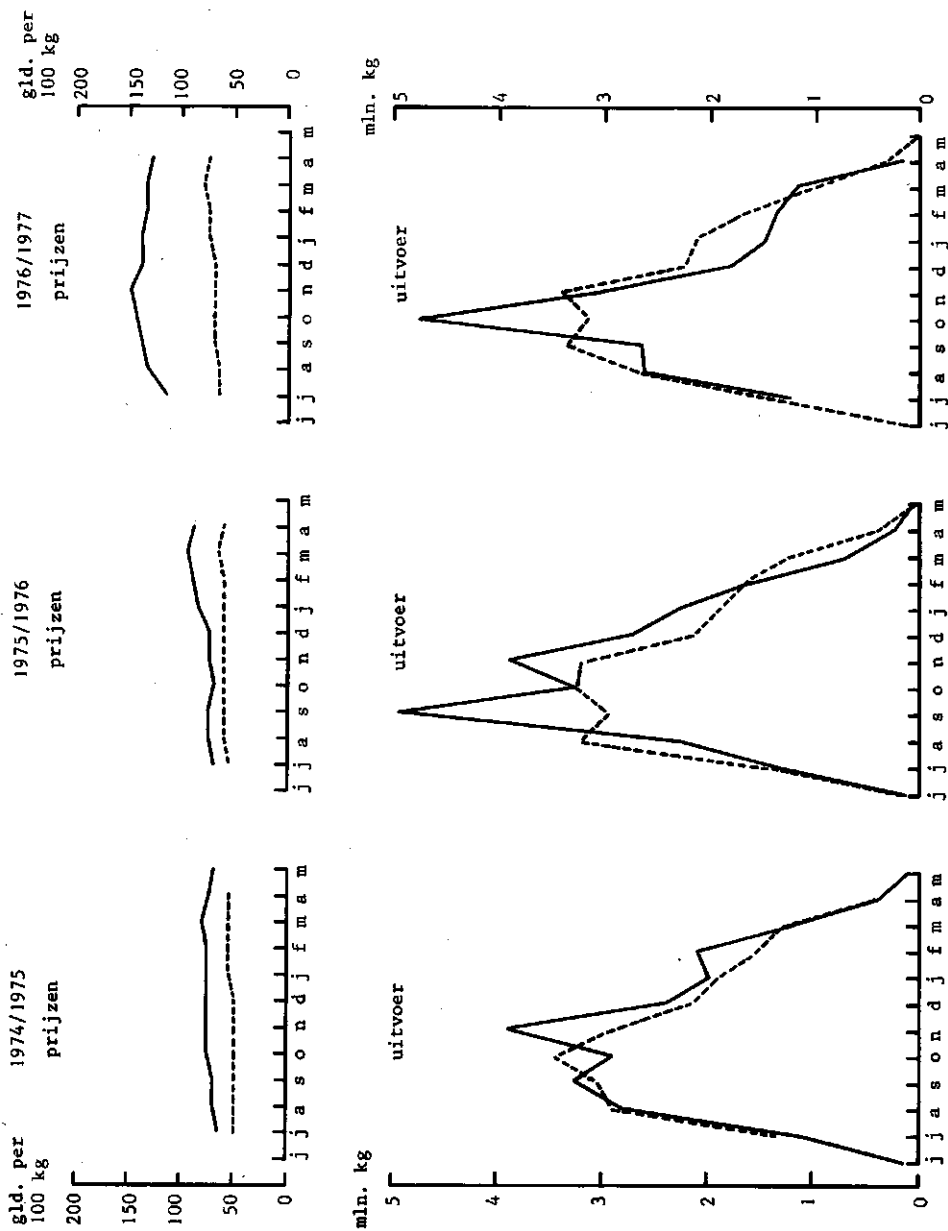 gld. per
100 kg
1974/1975
prijzen
200
150
100
50
0
j j a s o n d j f m a m
1975/1976
prijzen
j j a s o n d j f m a m
1976/1977
prijzen
gld. per
100 kg
200
150
100
50
0
j j a s o n d j f m a m
mln. kg
uitvoer
5
4
3
2
1
0
j j a s o n d j f m a m
uitvoer
j j a s o n d j f m a m
uitvoer
mln. kg
5
4
3
2
1
0
j j a s o n d j f m a m